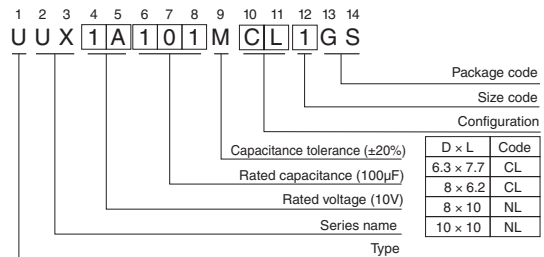 1 2 3 4 5 6 7 8 9 10 11 12 13 14
U U X 1 A 1 0 1 M C L 1 G S
Package code
Size code
Configuration
Capacitance tolerance (±20%)
Rated capacitance (100µF)
Rated voltage (10V)
Series name
Type
D × L Code
6.3 × 7.7 CL
8 × 6.2 CL
8 × 10 NL
10 × 10 NL